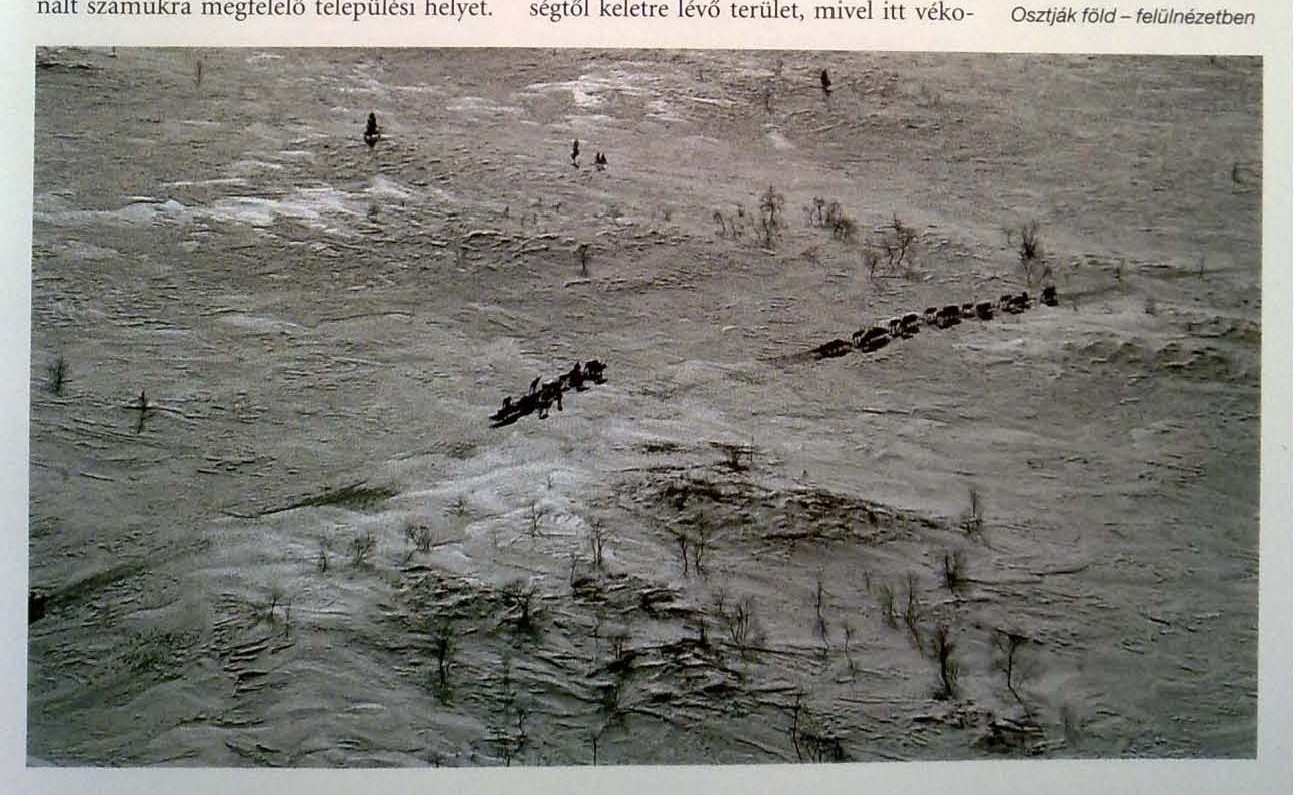 nált számukra megfelelő települési helyet.
ségtől keletre lévő terület, mivel itt véko-
Osztják föld – felülnézetben